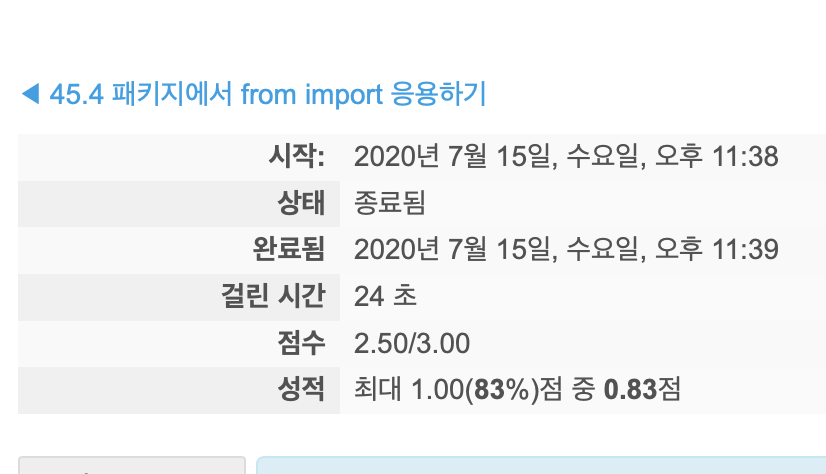 ◀ 45.4 패키지에서 from import 응용하기
시작: 2020년 7월 15일, 수요일, 오후 11:38
상태 종료됨
완료됨 2020년 7월 15일, 수요일, 오후 11:39
걸린 시간 24 초
점수 2.50/3.00
성적 최대 1.00(83%)점 중 0.83점